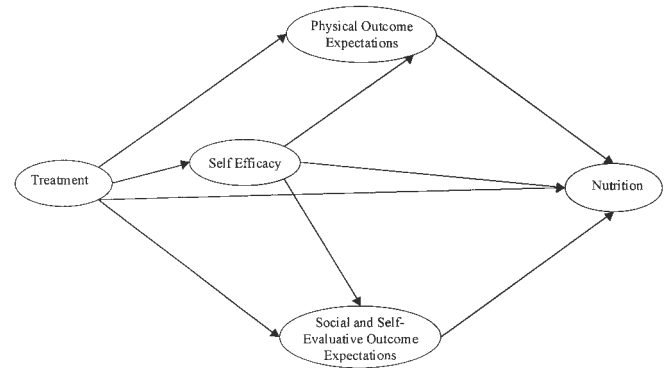 Physical Outcome
Expectations
Self Efficacy
Treatment
Nutrition
Social and Self-
Evaluative Outcome
Expectations